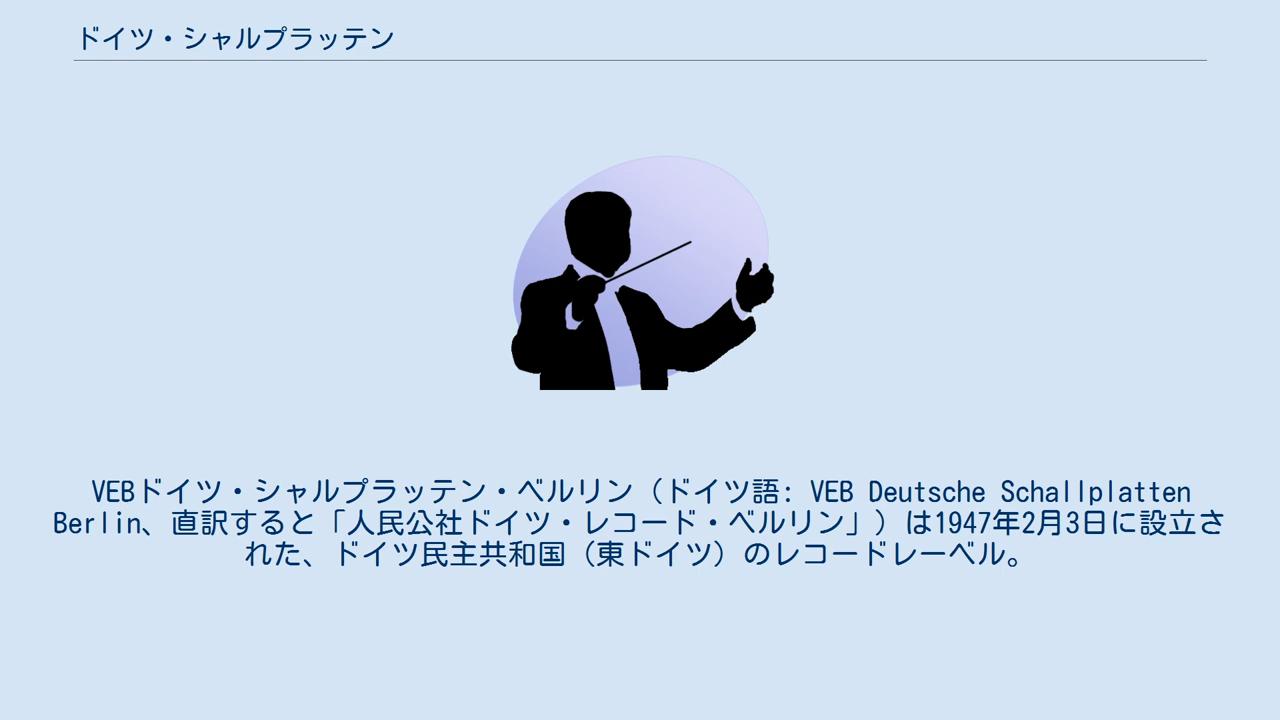 ドイツ・シャルプラッテン
VEBドイツ・シャルプラッテン・ベルリン（ドイツ語: VEB Deutsche Schallplatten
Berlin、直訳すると「人民公社ドイツ・レコード・ベルリン」）は1947年2月3日に設立さ
れた、ドイツ民主共和国（東ドイツ）のレコードレーベル。